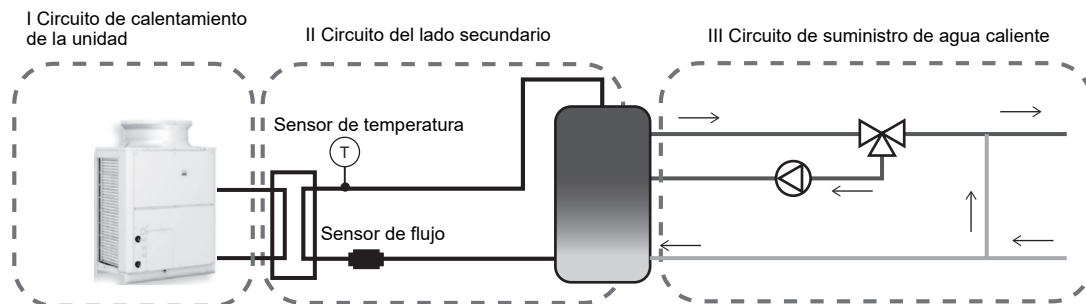 I Circuito de calentamiento
de la unidad
II Circuito del lado secundario
III Circuito de suministro de agua caliente
Sensor de temperatura
T
Sensor de flujo